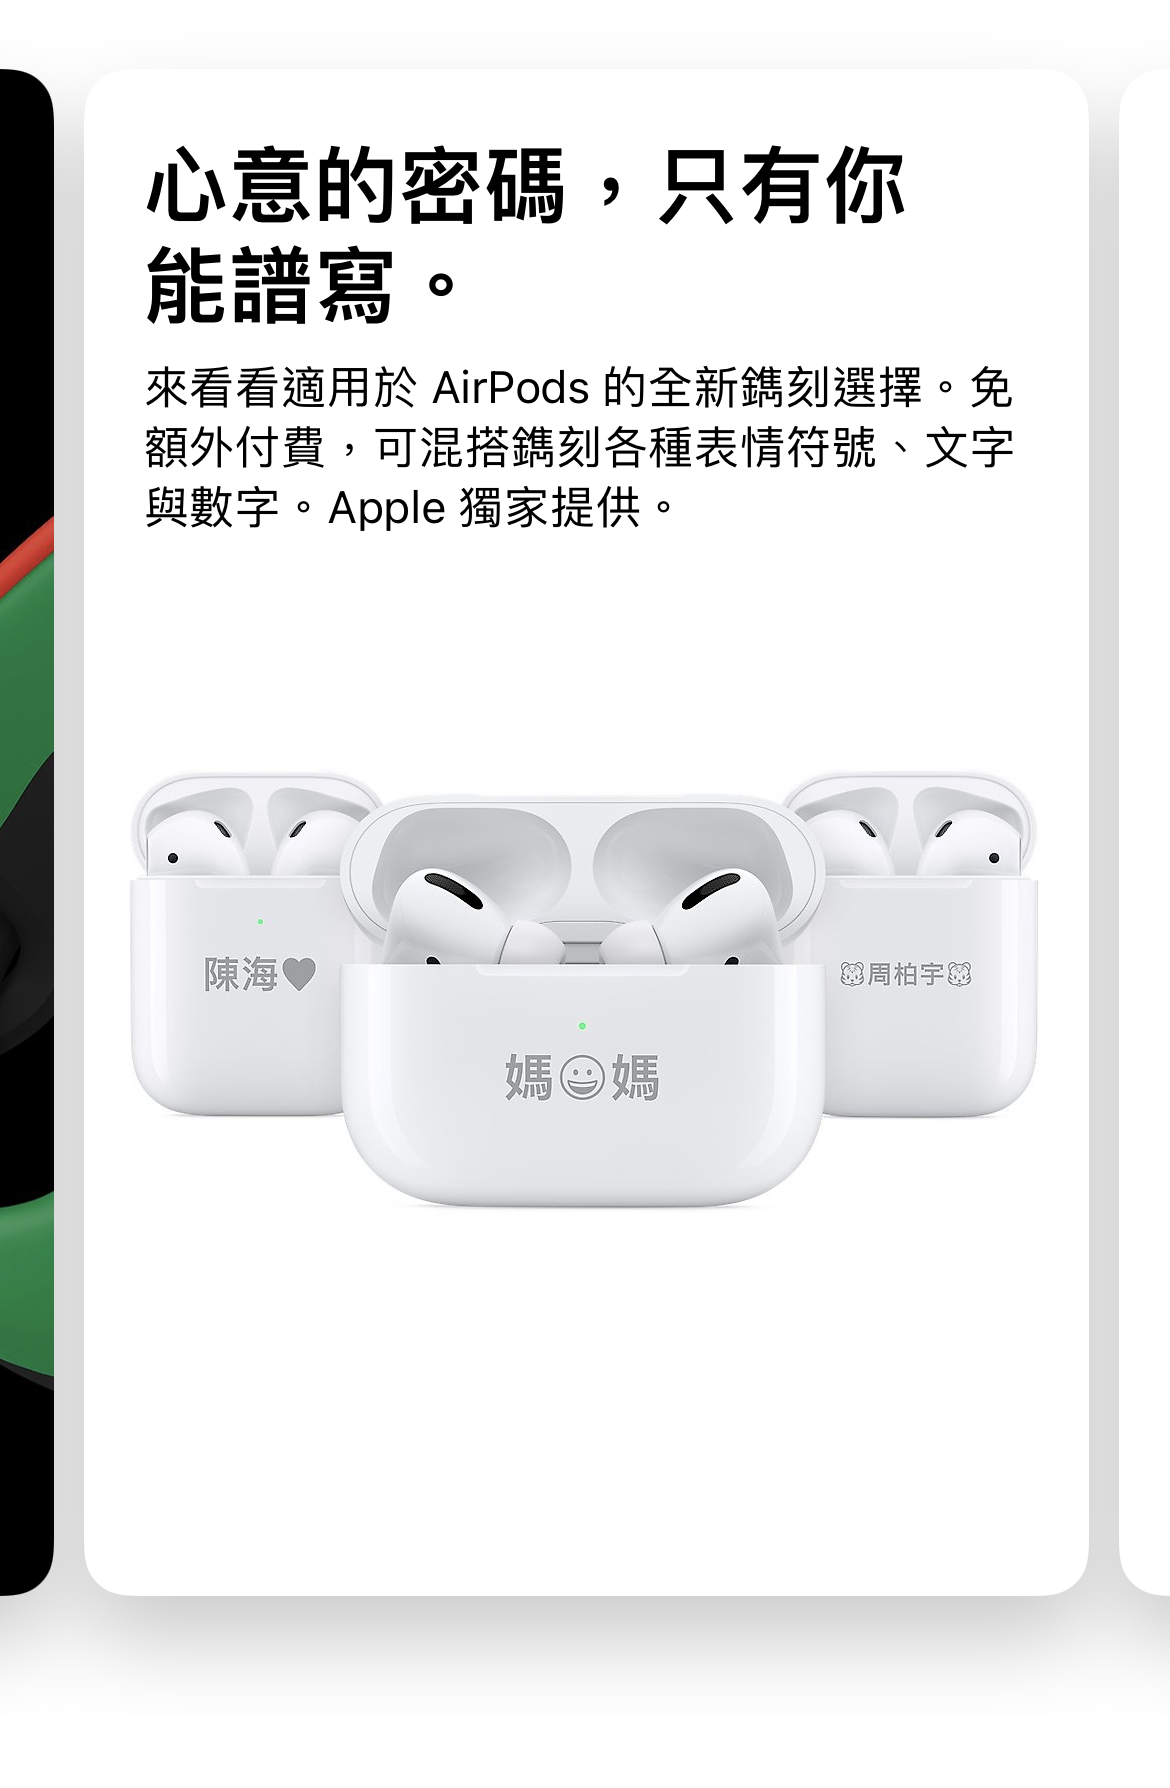 心意的密碼，只有你
能譜寫。
來看看適用於 AirPods 的全新鐫刻選擇。免
額外付費，可混搭鐫刻各種表情符號、文字
與數字。Apple 獨家提供。
陳海♥
媽😀媽
🐯周柏宇🐯